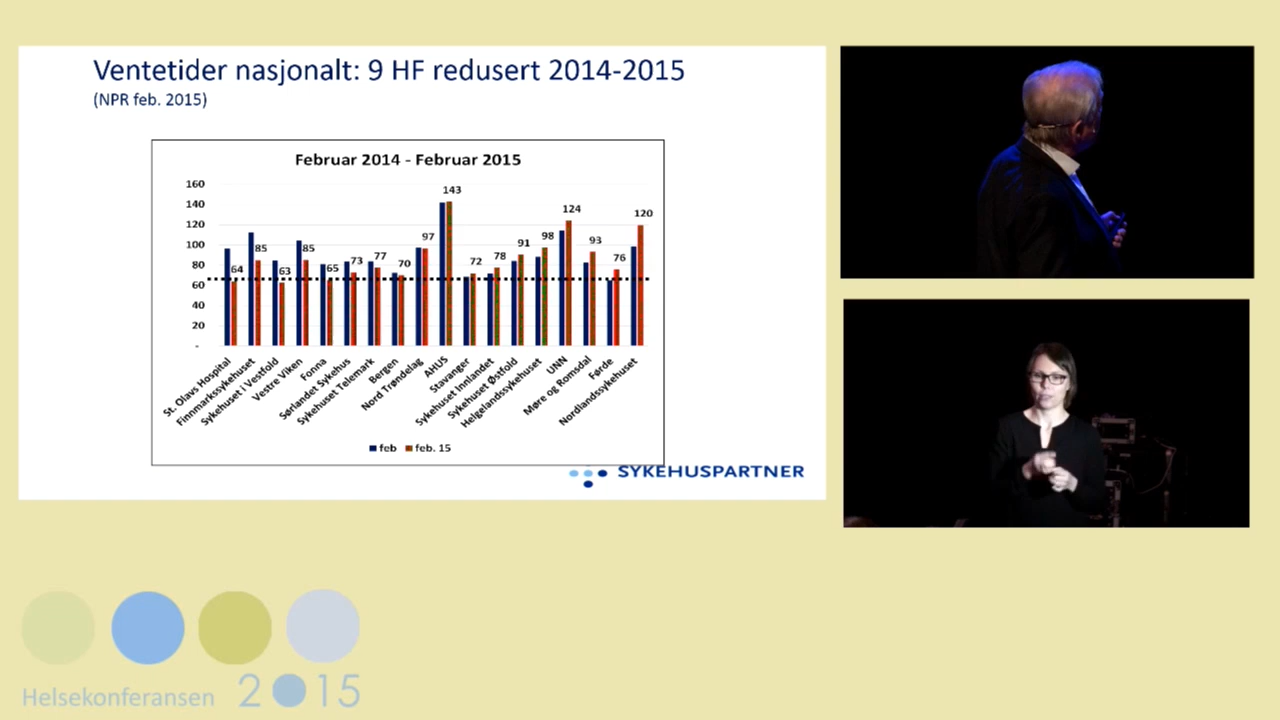 Ventetider nasjonalt: 9 HF redusert 2014-2015
(NPR feb. 2015)
Februar 2014 - Februar 2015
160
140
120
100
80
60
40
20
-
64
85
63
85
65
73
77
70
97
143
72
78
91
98
124
93
76
120
St. Olavs Hospital
Finnmarkssykehuset
Sykehuset i Vestfold
Vestre Viken
Fonna
Sørlandet Sykehus
Sykehuset Telemark
Bergen
Nord Trøndelag
AHUS
Stavanger
Sykehuset Innlandet
Sykehuset Østfold
Helgelandssykehuset
UNN
Møre og Romsdal
Førde
Nordlandssykehuset
feb feb. 15
SYKEHUSPARTNER
Helsekonferansen 2015